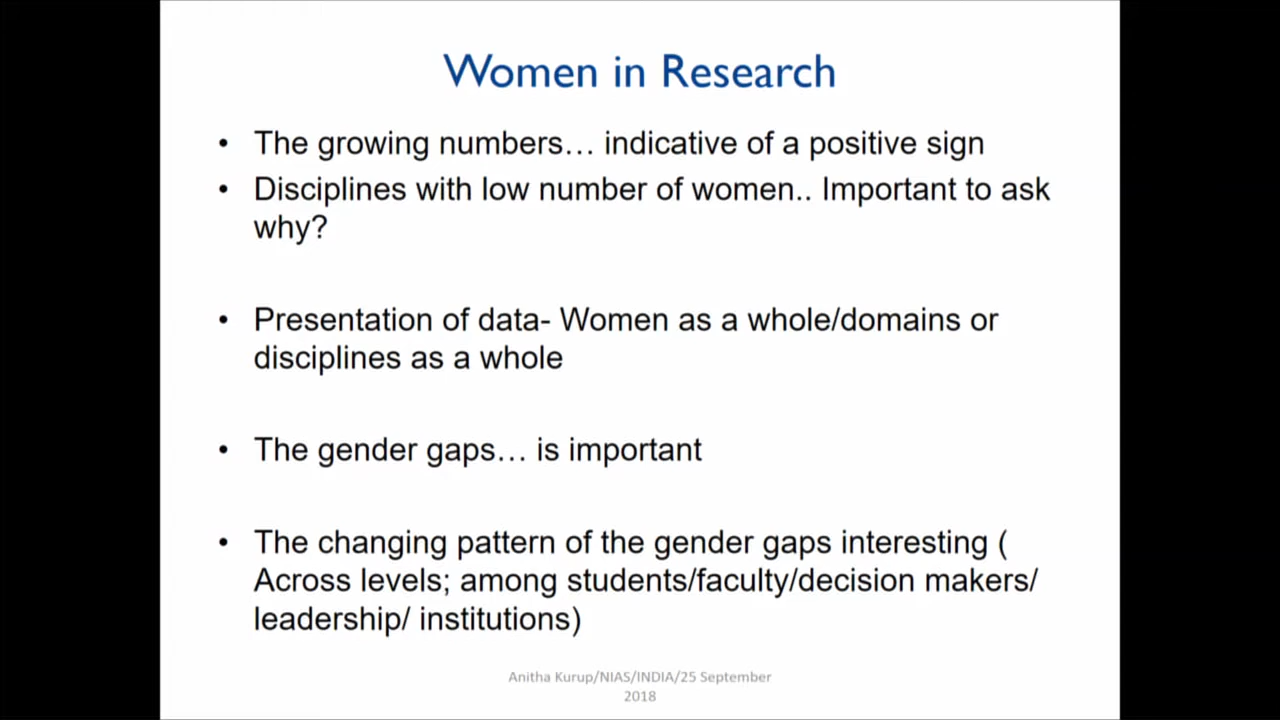 Women in Research
• The growing numbers… indicative of a positive sign
• Disciplines with low number of women.. Important to ask
why?
• Presentation of data- Women as a whole/domains or
disciplines as a whole
• The gender gaps… is important
• The changing pattern of the gender gaps interesting (
Across levels; among students/faculty/decision makers/
leadership/ institutions)
Anitha Kurup/NIAS/INDIA/25 September
2018